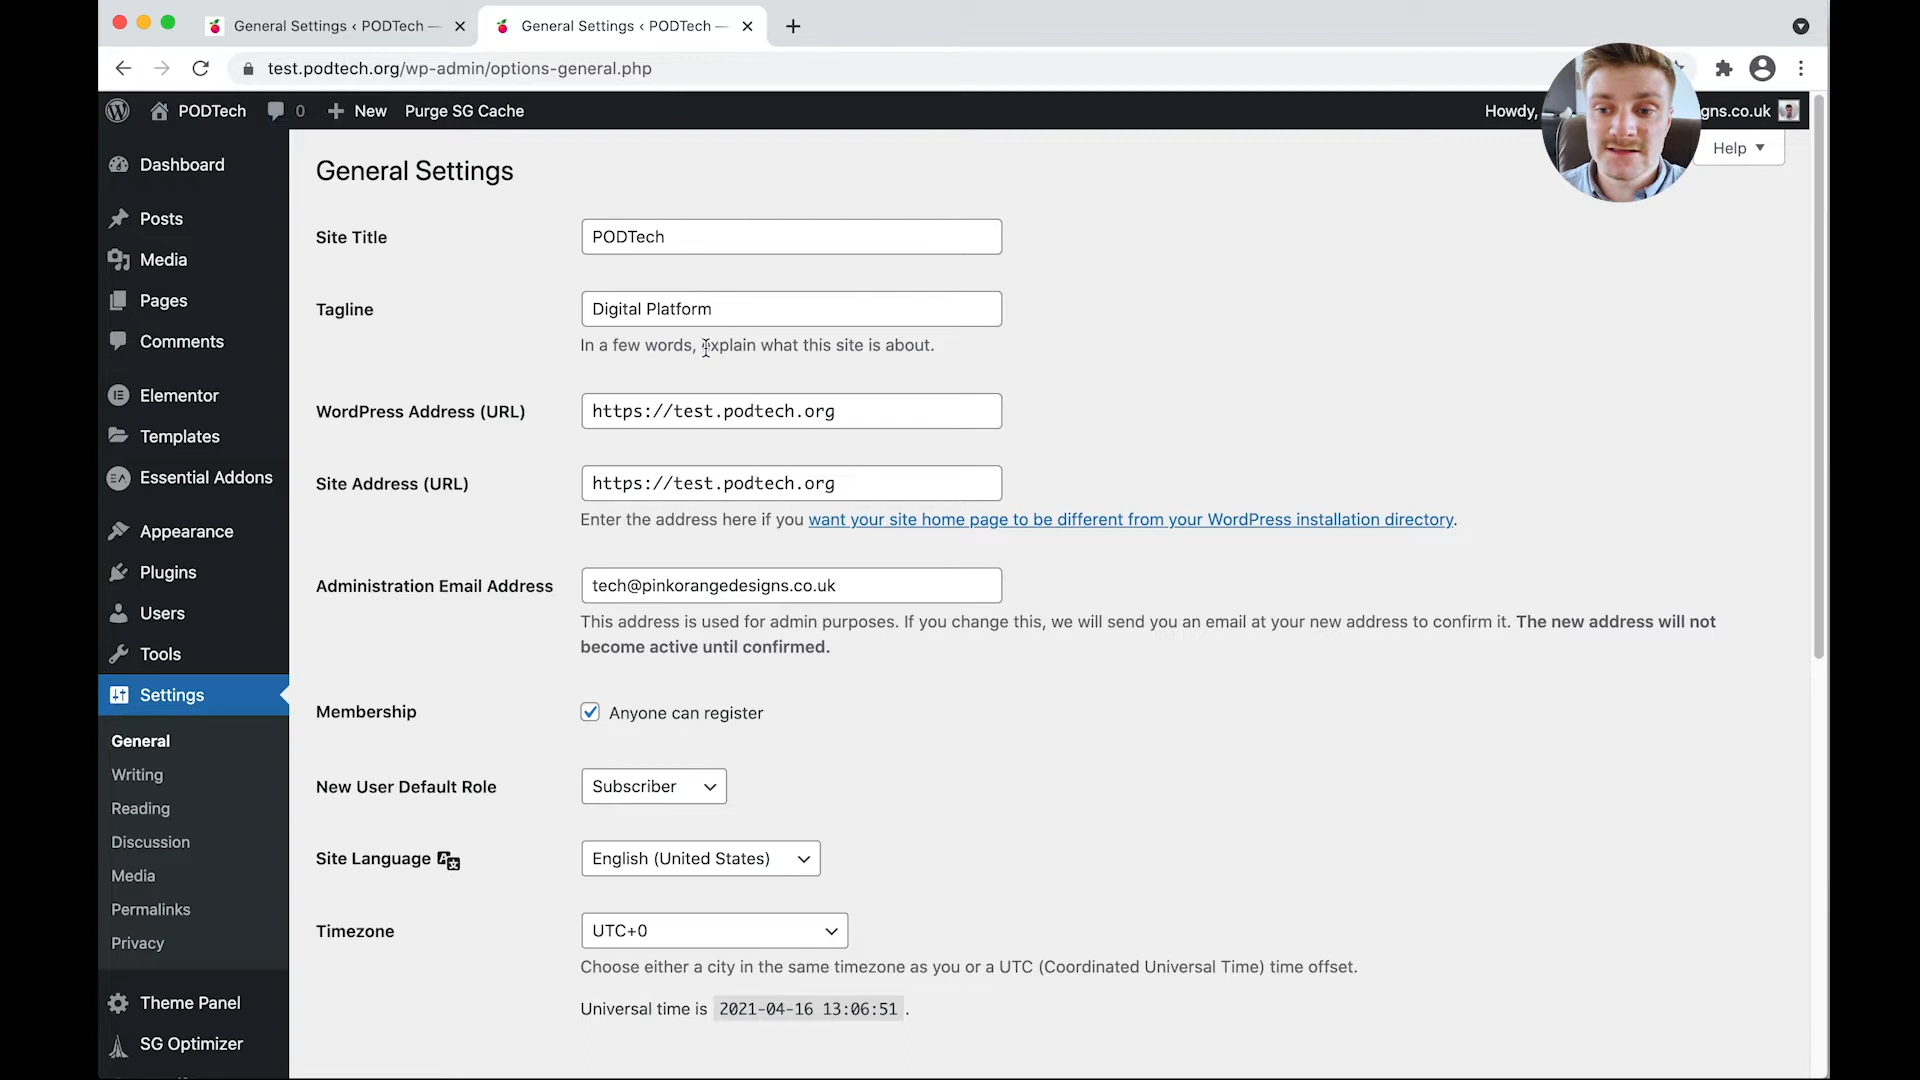 General Settings ‹ PODTech —
General Settings ‹ PODTech —
test.podtech.org/wp-admin/options-general.php
PODTech
0
New
Purge SG Cache
Howdy,
gns.co.uk
Help
Dashboard
Posts
Media
Pages
Comments
Elementor
Templates
Essential Addons
Appearance
Plugins
Users
Tools
Settings
General
Writing
Reading
Discussion
Media
Permalinks
Privacy
Theme Panel
SG Optimizer
General Settings
Site Title
PODTech
Tagline
Digital Platform
In a few words, explain what this site is about.
WordPress Address (URL)
https://test.podtech.org
Site Address (URL)
https://test.podtech.org
Enter the address here if you want your site home page to be different from your WordPress installation directory.
Administration Email Address
tech@pinkorangedesigns.co.uk
This address is used for admin purposes. If you change this, we will send you an email at your new address to confirm it. The new address will not
become active until confirmed.
Membership
Anyone can register
New User Default Role
Subscriber
Site Language
English (United States)
Timezone
UTC+0
Choose either a city in the same timezone as you or a UTC (Coordinated Universal Time) time offset.
Universal time is 2021-04-16 13:06:51 .